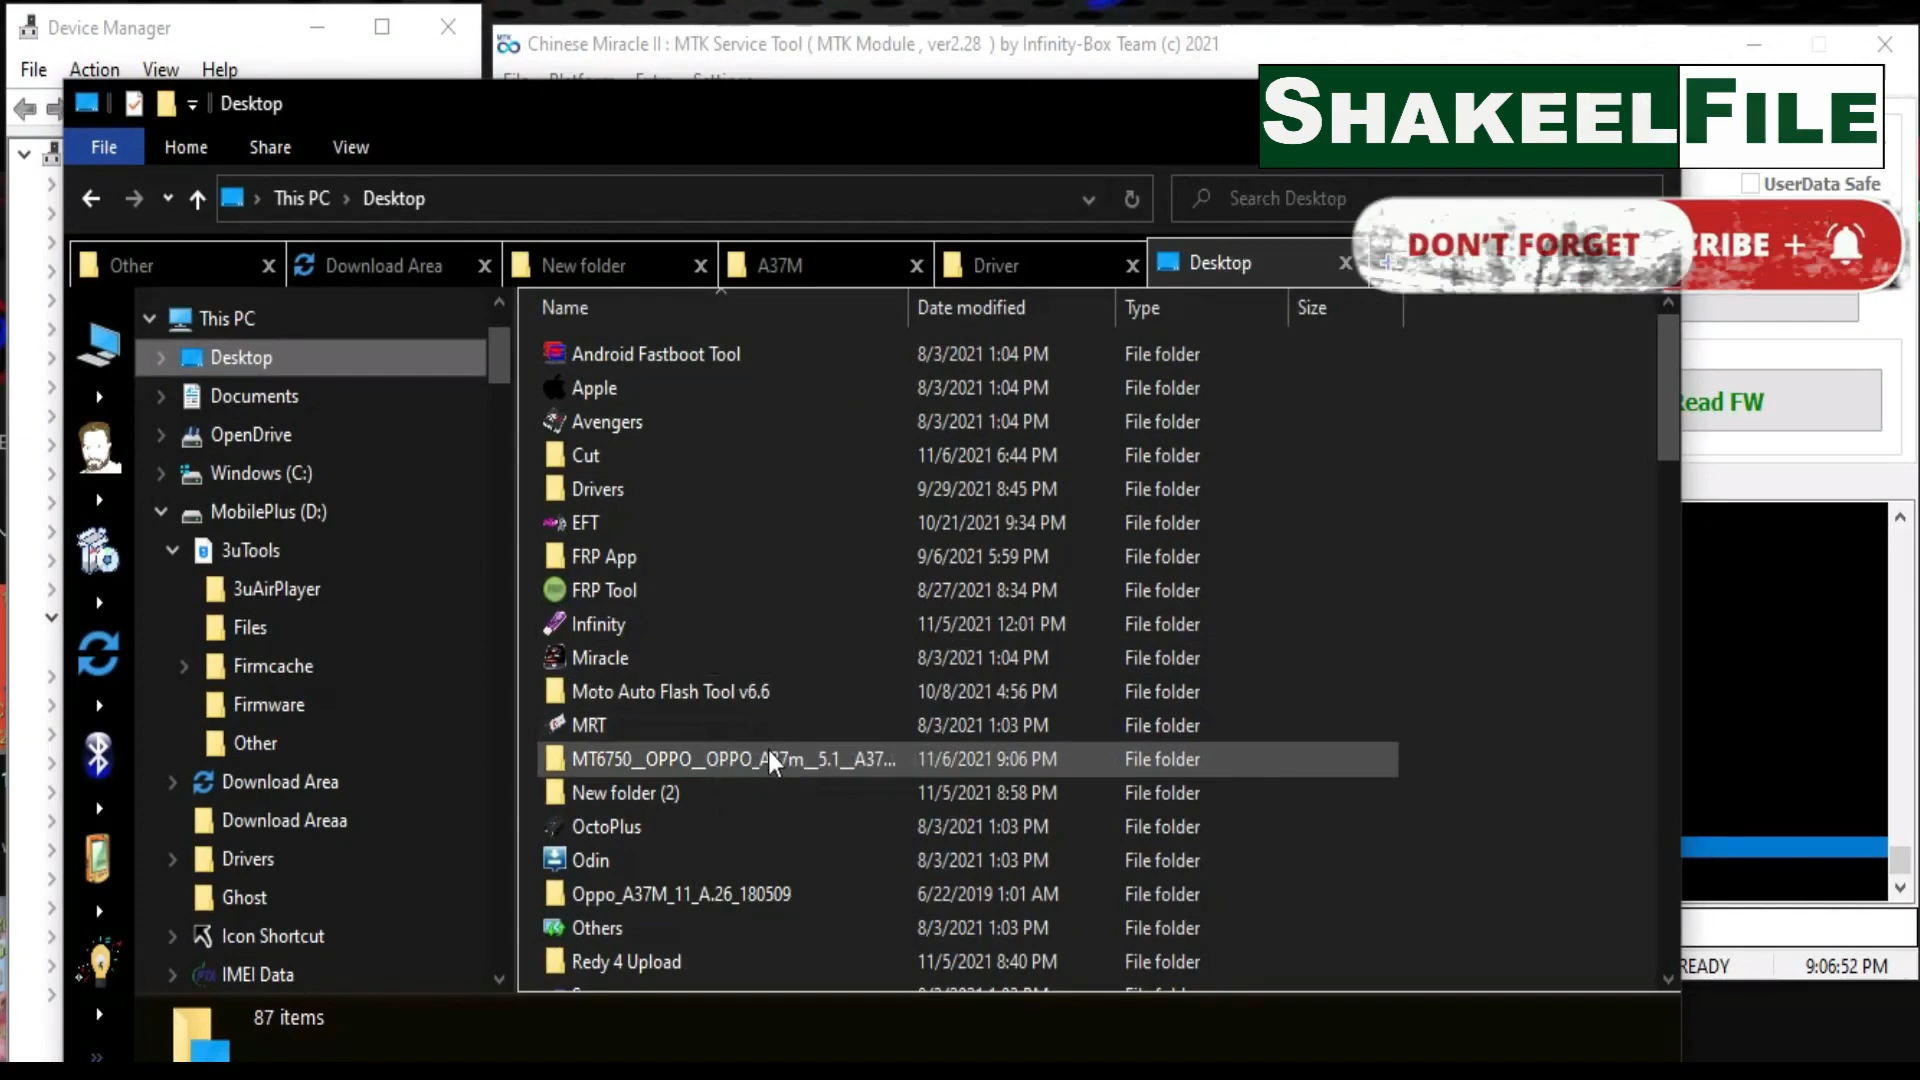 Device Manager
Chinese Miracle II : MTK Service Tool ( MTK Module , ver2.28 ) by Infinity-Box Team (c) 2021
File Action View Help
Desktop
SHAKEELFILE
File Home Share View
UserData Safe
This PC › Desktop
Search Desktop
DON'T FORGET
CRIBE +
Other
Download Area
New folder
A37M
Driver
Desktop
Name Date modified Type Size
This PC
Desktop
Documents
OpenDrive
Windows (C:)
MobilePlus (D:)
3uTools
3uAirPlayer
Files
Firmcache
Firmware
Other
Download Area
Download Areaa
Drivers
Ghost
Icon Shortcut
IMEI Data
Android Fastboot Tool 8/3/2021 1:04 PM File folder
Apple 8/3/2021 1:04 PM File folder
Avengers 8/3/2021 1:04 PM File folder
Cut 11/6/2021 6:44 PM File folder
Drivers 9/29/2021 8:45 PM File folder
EFT 10/21/2021 9:34 PM File folder
FRP App 9/6/2021 5:59 PM File folder
FRP Tool 8/27/2021 8:34 PM File folder
Infinity 11/5/2021 12:01 PM File folder
Miracle 8/3/2021 1:04 PM File folder
Moto Auto Flash Tool v6.6 10/8/2021 4:56 PM File folder
MRT 8/3/2021 1:03 PM File folder
MT6750__OPPO__OPPO_A37m__5.1__A37... 11/6/2021 9:06 PM File folder
New folder (2) 11/5/2021 8:58 PM File folder
OctoPlus 8/3/2021 1:03 PM File folder
Odin 8/3/2021 1:03 PM File folder
Oppo_A37M_11_A.26_180509 6/22/2019 1:01 AM File folder
Others 8/3/2021 1:03 PM File folder
Redy 4 Upload 11/5/2021 8:40 PM File folder
Read FW
READY 9:06:52 PM
87 items